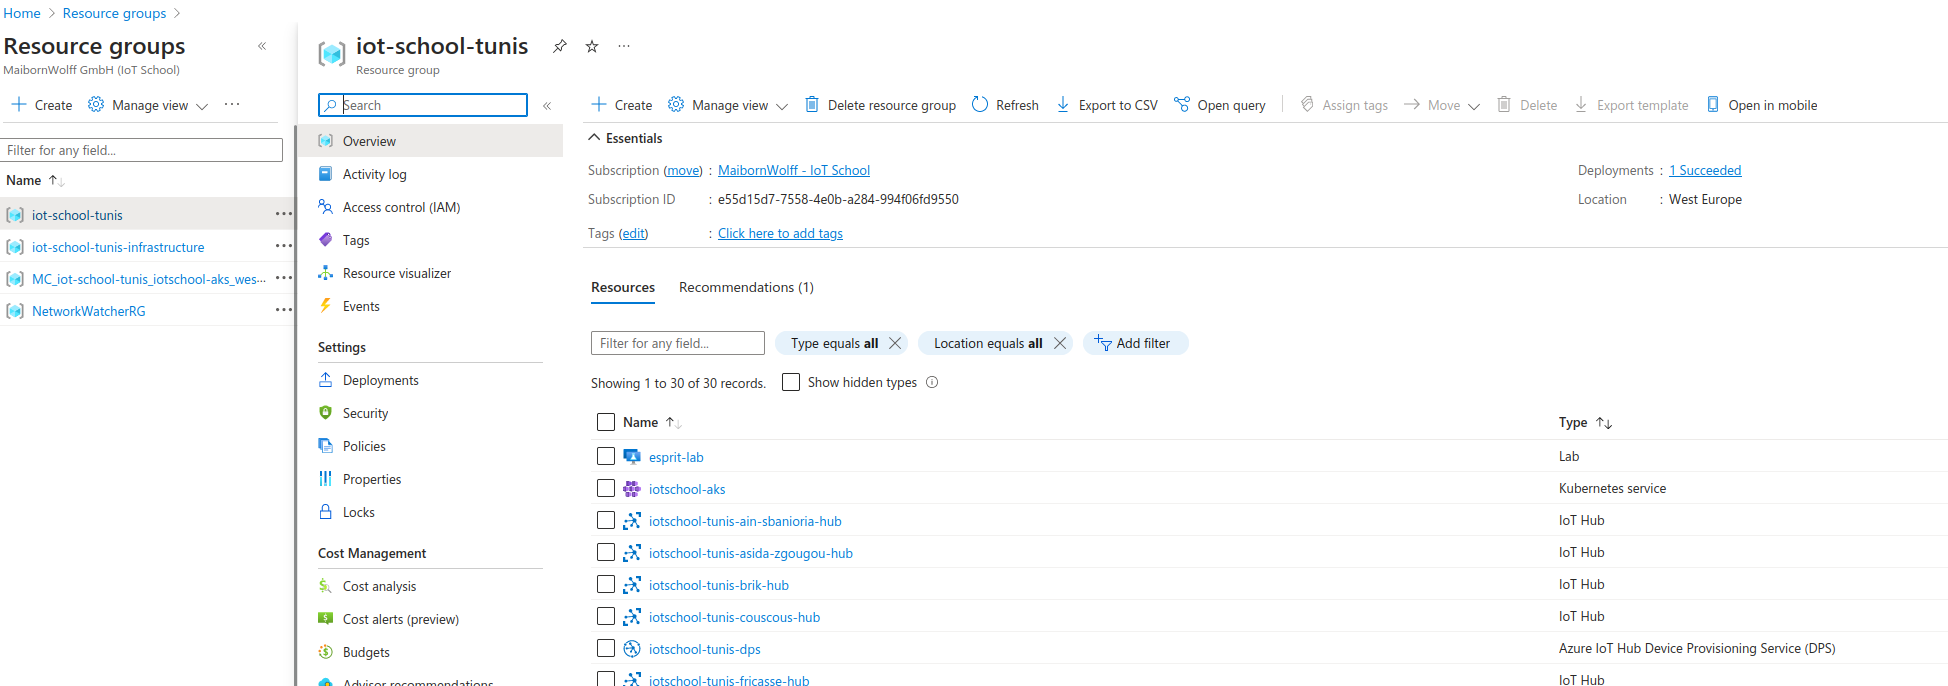 Home > Resource groups >
Resource groups
MaibornWolff GmbH (IoT School)
Create
Manage view
Filter for any field...
Name
iot-school-tunis
iot-school-tunis-infrastructure
MC_iot-school-tunis_iotschool-aks_wes...
NetworkWatcherRG
iot-school-tunis
Resource group
Search
Overview
Activity log
Access control (IAM)
Tags
Resource visualizer
Events
Settings
Deployments
Security
Policies
Properties
Locks
Cost Management
Cost analysis
Cost alerts (preview)
Budgets
Advisor recommendations
Create Manage view Delete resource group Refresh Export to CSV Open query Assign tags Move Delete Export template Open in mobile
Essentials
Subscription (move) : MaibornWolff - IoT School
Subscription ID : e55d15d7-7558-4e0b-a284-994f06fd9550
Tags (edit) : Click here to add tags
Deployments : 1 Succeeded
Location : West Europe
Resources Recommendations (1)
Filter for any field... Type equals all Location equals all Add filter
Showing 1 to 30 of 30 records. Show hidden types
Name Type
esprit-lab Lab
iotschool-aks Kubernetes service
iotschool-tunis-ain-sbanioria-hub IoT Hub
iotschool-tunis-asida-zgougou-hub IoT Hub
iotschool-tunis-brik-hub IoT Hub
iotschool-tunis-couscous-hub IoT Hub
iotschool-tunis-dps Azure IoT Hub Device Provisioning Service (DPS)
iotschool-tunis-fricasse-hub IoT Hub